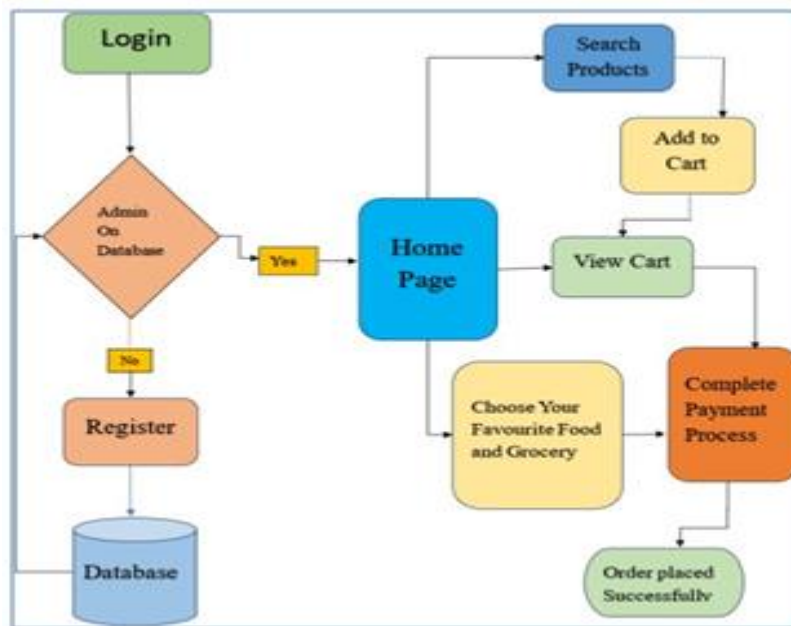 Login
Search
Products
Add to
Cart
Admin
On
Database
Yes
Home
Page
View Cart
No
Register
Choose Your
Favourite Food
and Grocery
Complete
Payment
Process
Database
Order placed
Successfully